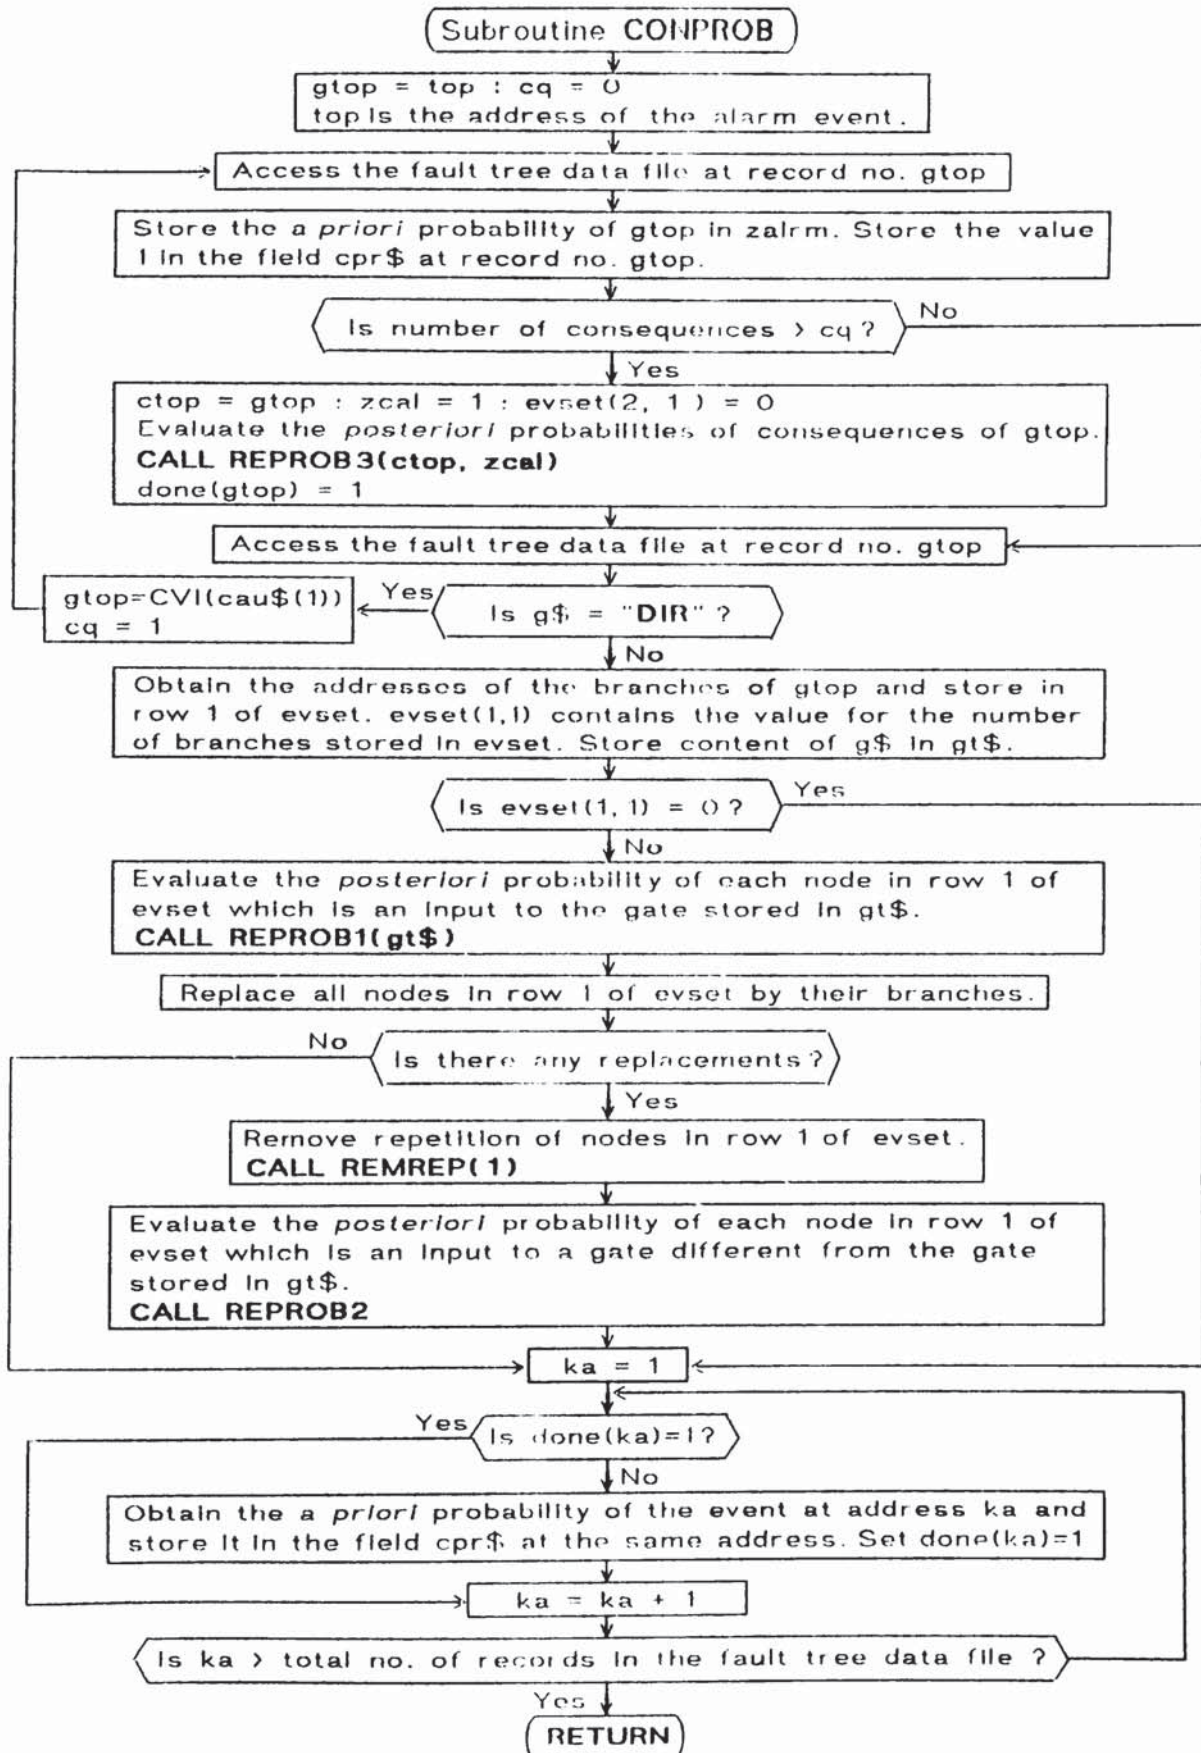 Subroutine CONPROB
gtop = top : cq = 0
top is the address of the alarm event.
Access the fault tree data file at record no. gtop
Store the a priori probability of gtop in zalrm. Store the value
1 in the field cpr$ at record no. gtop.
Is number of consequences > cq ?
No
Yes
ctop = gtop : zcal = 1 : evset(2, 1 ) = 0
Evaluate the posteriori probabilities of consequences of gtop.
CALL REPROB3(ctop, zcal)
done(gtop) = 1
Access the fault tree data file at record no. gtop
gtop=CVI(cau$(1))
cq = 1
Yes
Is g$ = "DIR" ?
No
Obtain the addresses of the branches of gtop and store in
row 1 of evset. evset(1,1) contains the value for the number
of branches stored in evset. Store content of g$ in gt$.
Is evset(1, 1) = 0 ?
Yes
No
Evaluate the posteriori probability of each node in row 1 of
evset which is an input to the gate stored in gt$.
CALL REPROB1(gt$)
Replace all nodes in row 1 of evset by their branches.
No
Is there any replacements ?
Yes
Remove repetition of nodes in row 1 of evset.
CALL REMREP( 1 )
Evaluate the posteriori probability of each node in row 1 of
evset which is an input to a gate different from the gate
stored in gt$.
CALL REPROB2
ka = 1
Yes
Is done(ka)=1?
No
Obtain the a priori probability of the event at address ka and
store it in the field cpr$ at the same address. Set done(ka)=1
ka = ka + 1
Is ka > total no. of records in the fault tree data file ?
Yes
RETURN